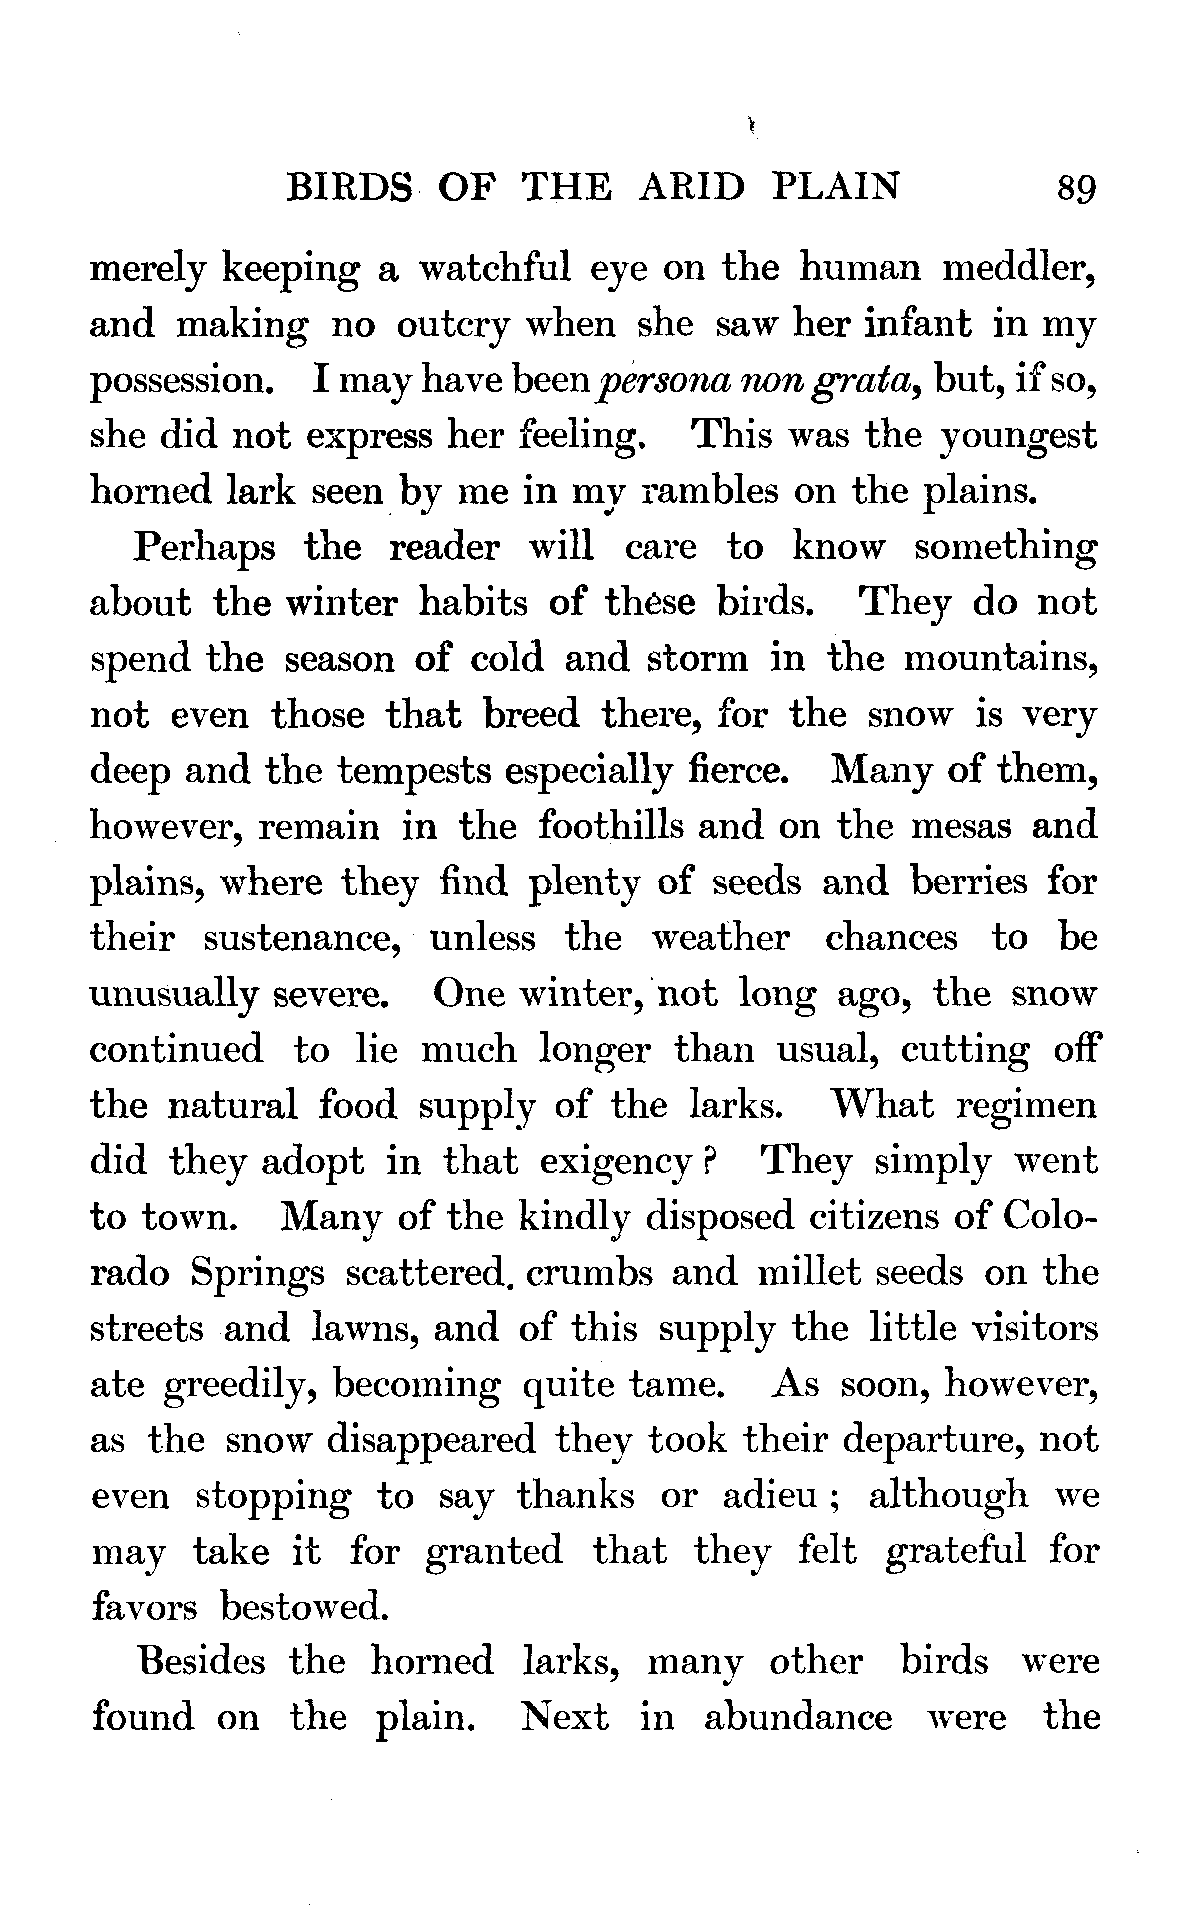 BIRDS OF THE ARID PLAIN 89
merely keeping a watchful eye on the human meddler,
and making no outcry when she saw her infant in my
possession. I may have been persona non grata, but, if so,
she did not express her feeling. This was the youngest
horned lark seen by me in my rambles on the plains.
Perhaps the reader will care to know something
about the winter habits of these birds. They do not
spend the season of cold and storm in the mountains,
not even those that breed there, for the snow is very
deep and the tempests especially fierce. Many of them,
however, remain in the foothills and on the mesas and
plains, where they find plenty of seeds and berries for
their sustenance, unless the weather chances to be
unusually severe. One winter, not long ago, the snow
continued to lie much longer than usual, cutting off
the natural food supply of the larks. What regimen
did they adopt in that exigency? They simply went
to town. Many of the kindly disposed citizens of Colo-
rado Springs scattered. crumbs and millet seeds on the
streets and lawns, and of this supply the little visitors
ate greedily, becoming quite tame. As soon, however,
as the snow disappeared they took their departure, not
even stopping to say thanks or adieu; although we
may take it for granted that they felt grateful for
favors bestowed.
Besides the horned larks, many other birds were
found on the plain. Next in abundance were the